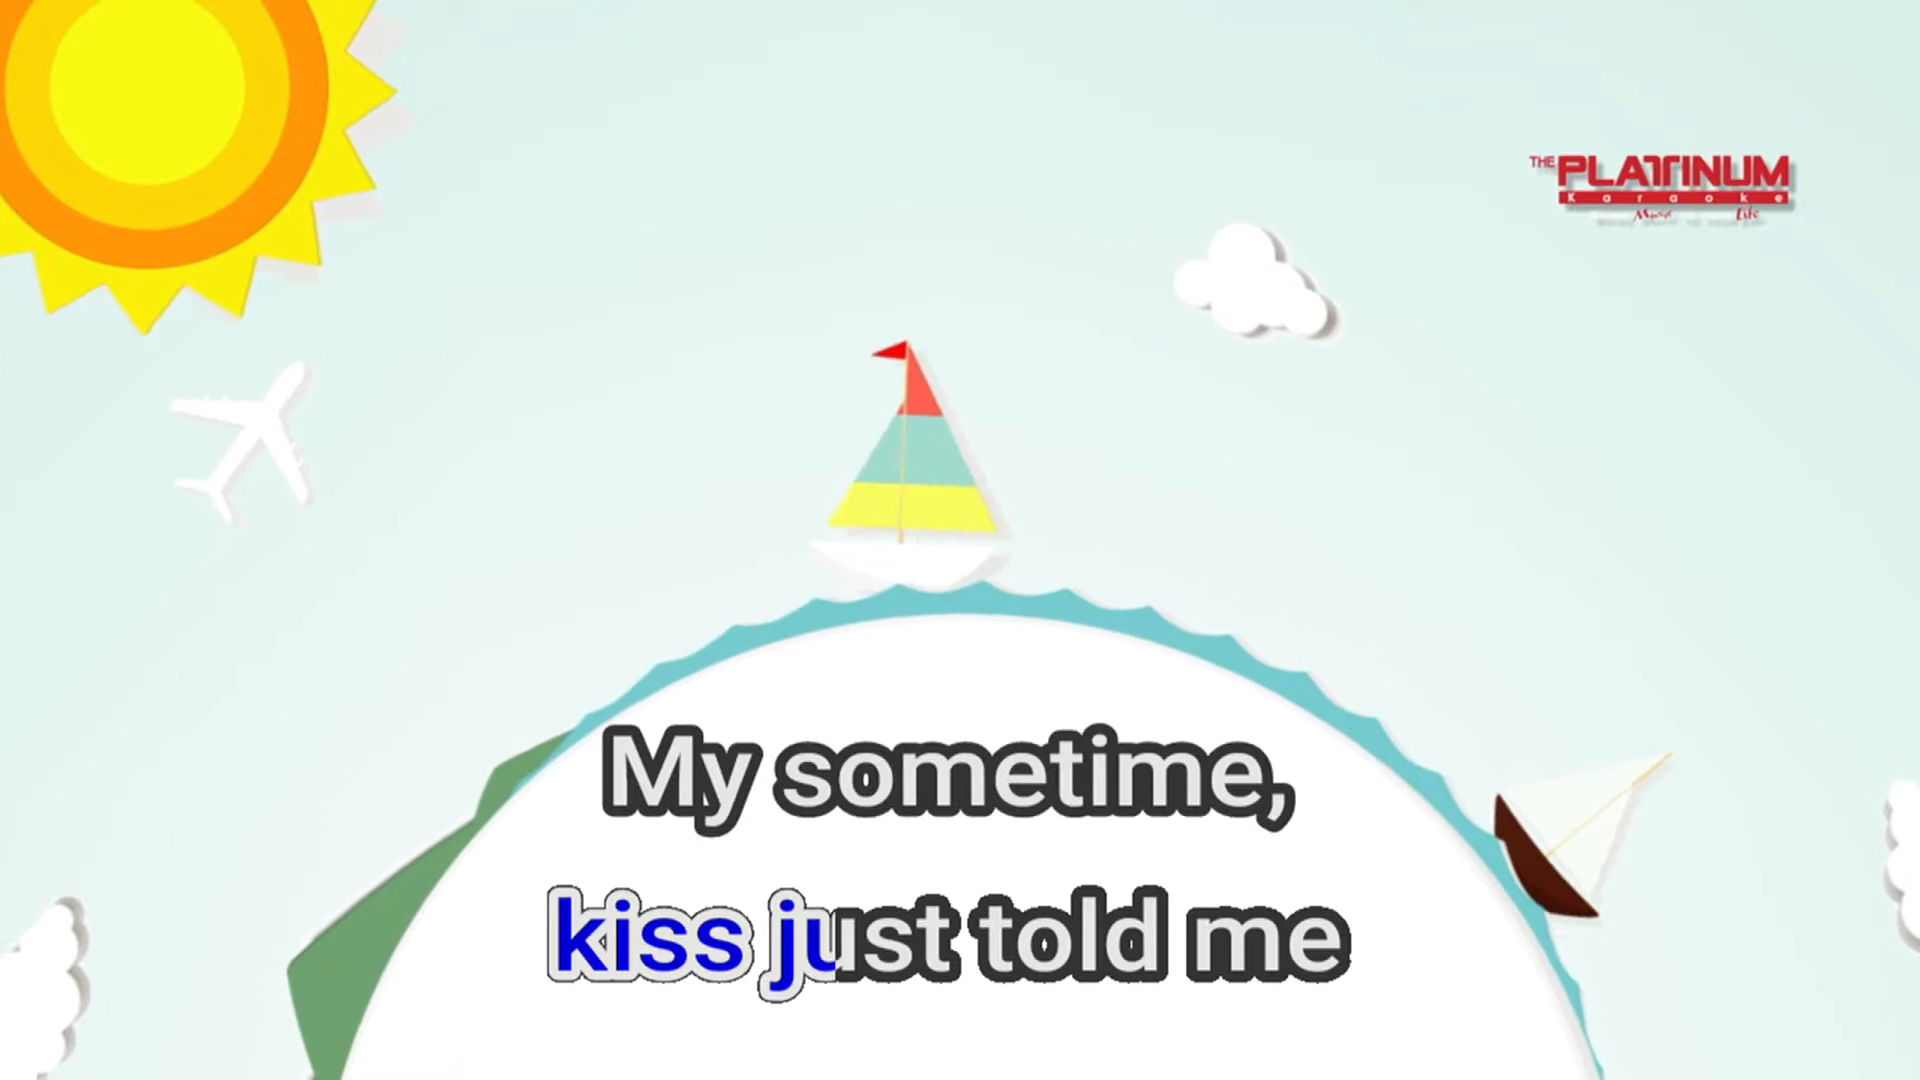 THE PLATINUM
Karaoke
Music Life
My sometime,
kiss just told me